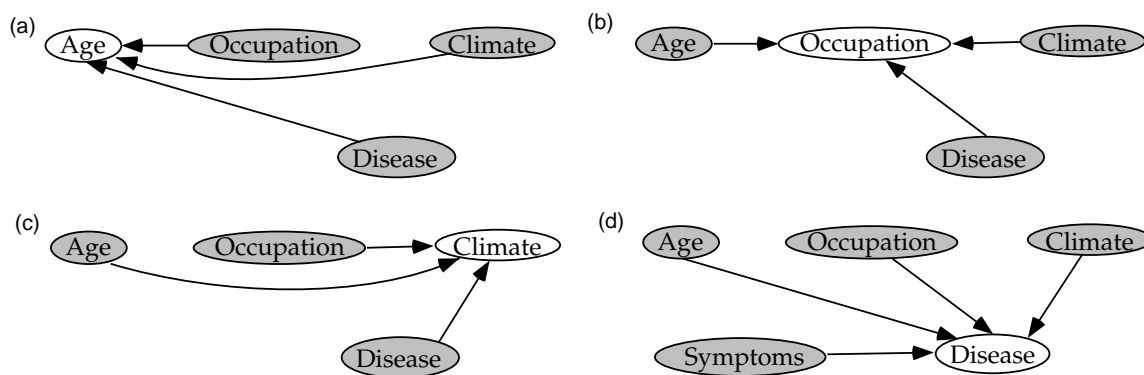 (a)
Age Occupation Climate
Disease
(b)
Age Occupation Climate
Disease
(c)
Age Occupation Climate
Disease
(d)
Age Occupation Climate
Symptoms Disease